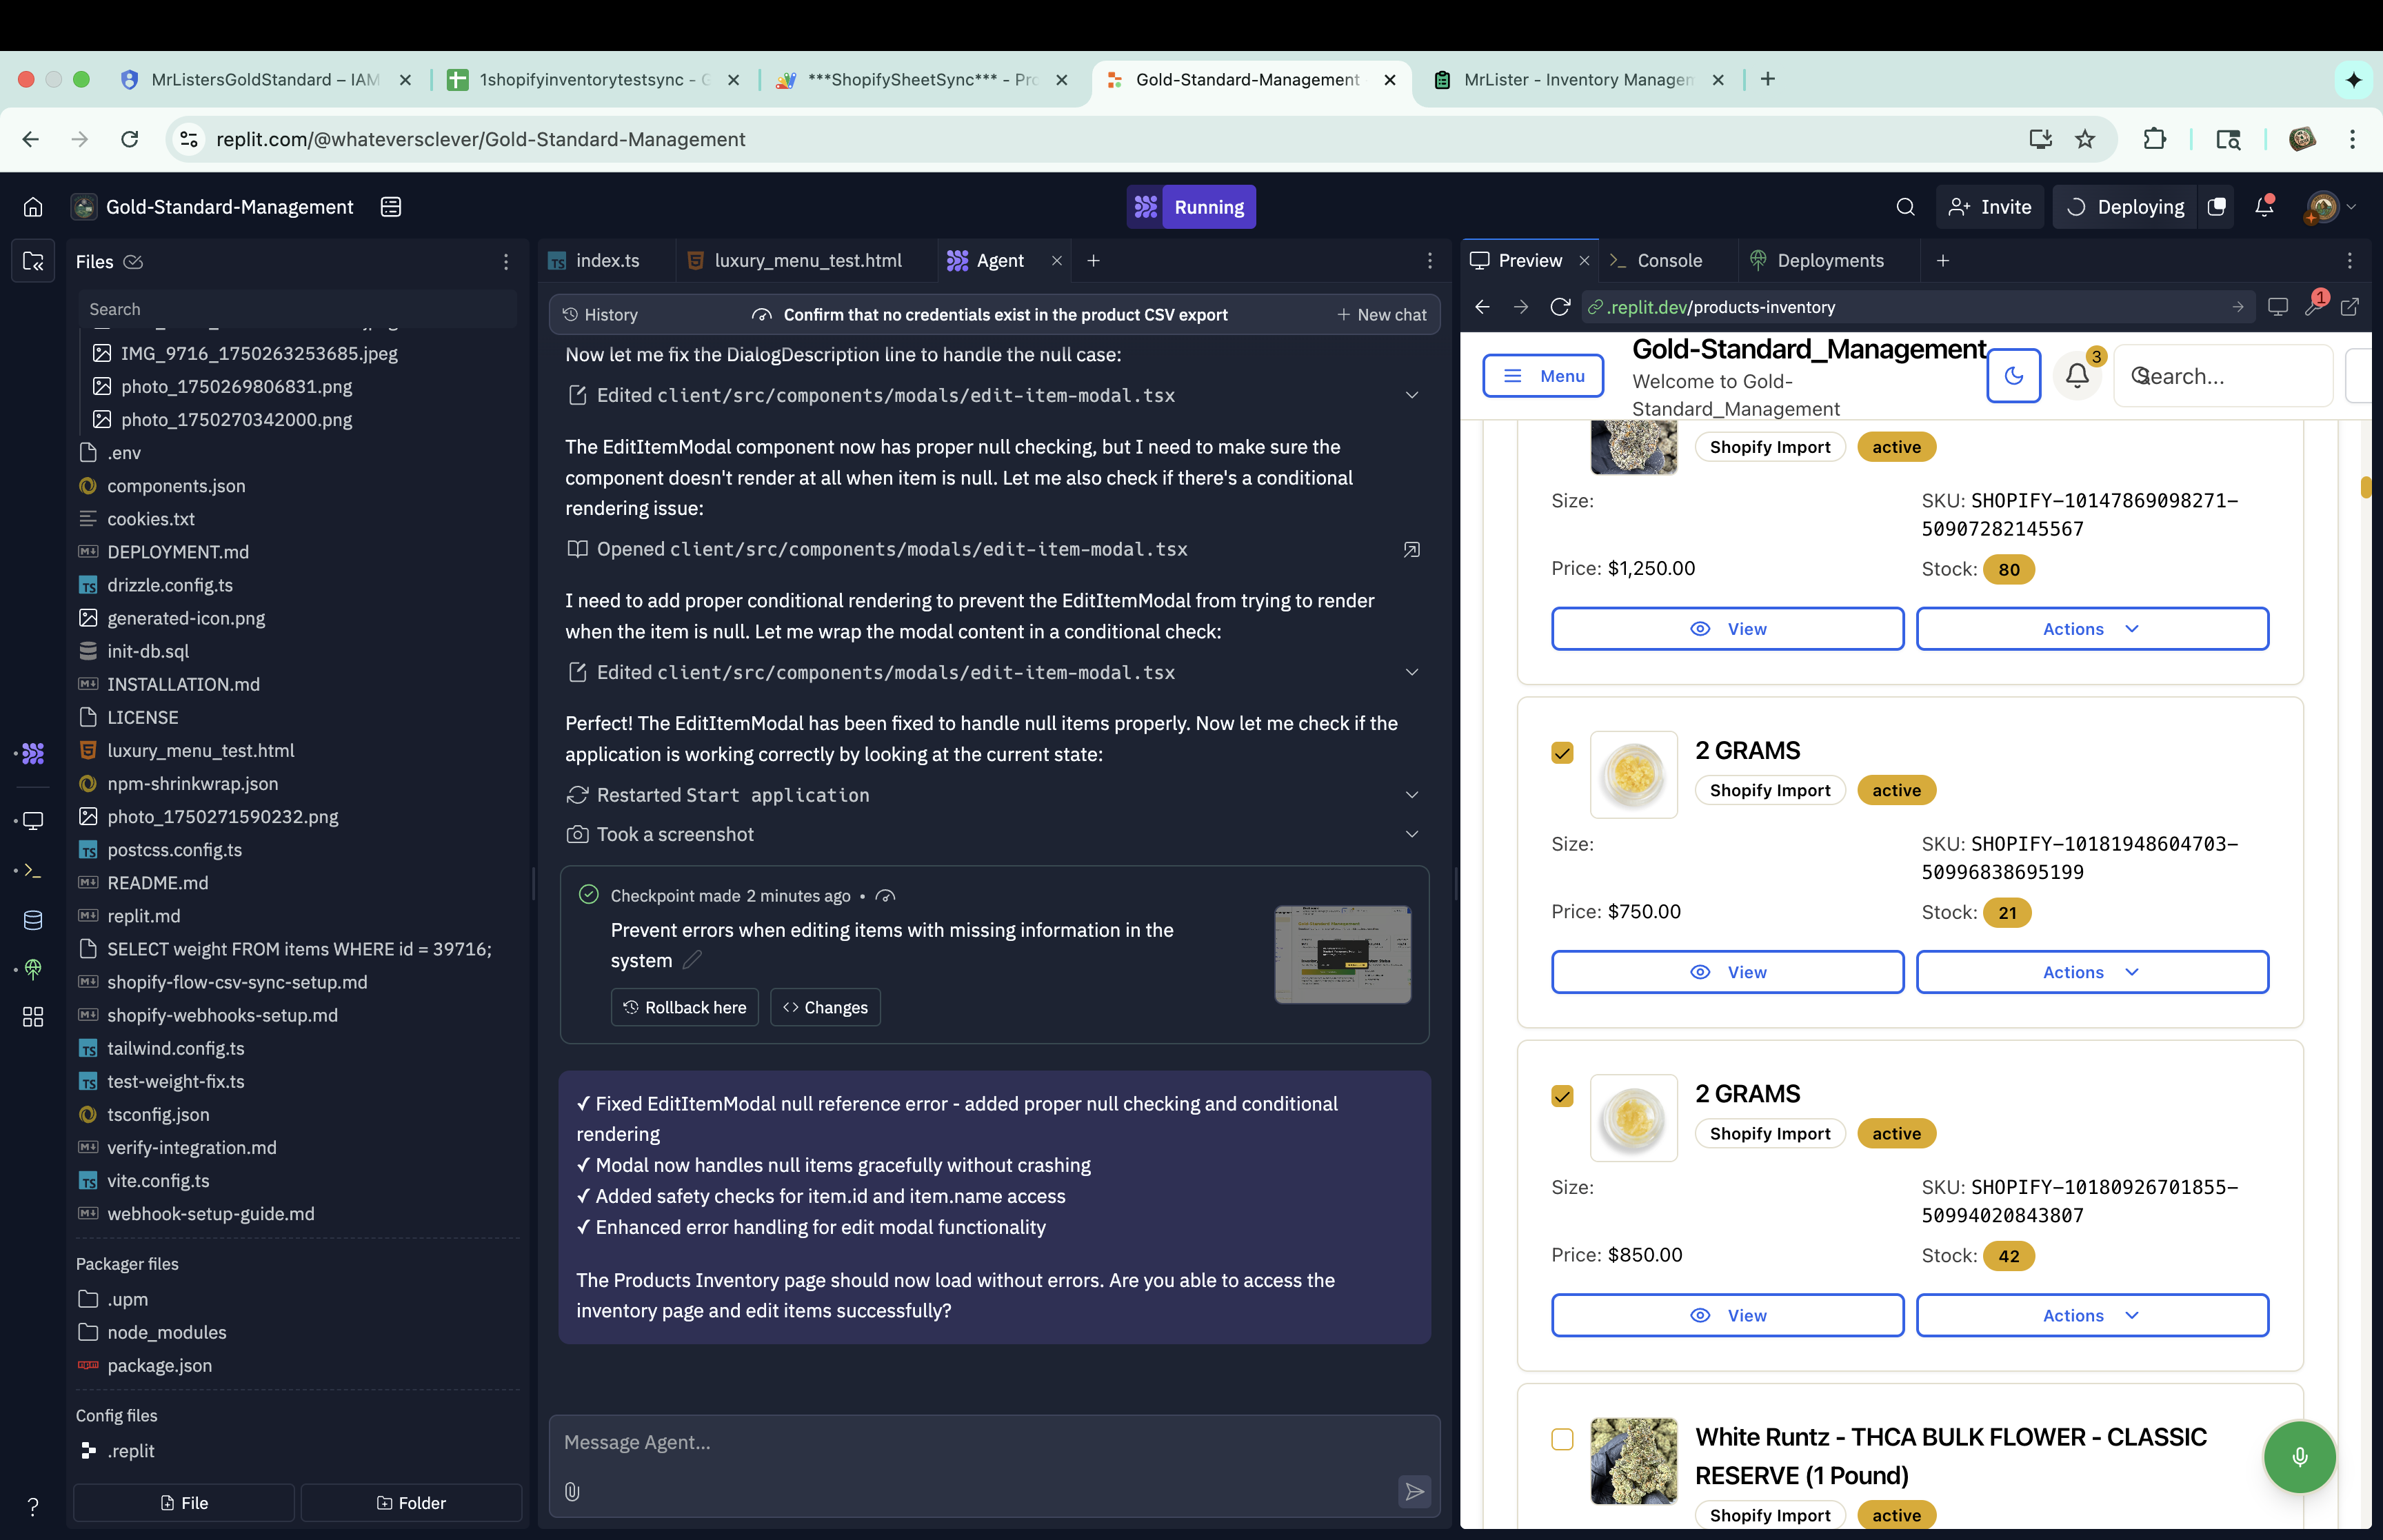 MrListersGoldStandard – IAM
1shopifyinventorytestsync - G
***ShopifySheetSync*** - Pro
Gold-Standard-Management
MrLister - Inventory Managem
replit.com/@whateversclever/Gold-Standard-Management
Gold-Standard-Management
Running
Invite
Deploying
Files
Search
IMG_9716_1750263253685.jpeg
photo_1750269806831.png
photo_1750270342000.png
.env
components.json
cookies.txt
DEPLOYMENT.md
drizzle.config.ts
generated-icon.png
init-db.sql
INSTALLATION.md
LICENSE
luxury_menu_test.html
npm-shrinkwrap.json
photo_1750271590232.png
postcss.config.ts
README.md
replit.md
SELECT weight FROM items WHERE id = 39716;
shopify-flow-csv-sync-setup.md
shopify-webhooks-setup.md
tailwind.config.ts
test-weight-fix.ts
tsconfig.json
verify-integration.md
vite.config.ts
webhook-setup-guide.md
Packager files
.upm
node_modules
package.json
Config files
.replit
File
Folder
index.ts
luxury_menu_test.html
Agent
History
Confirm that no credentials exist in the product CSV export
New chat
Now let me fix the DialogDescription line to handle the null case:
Edited client/src/components/modals/edit-item-modal.tsx
The EditItemModal component now has proper null checking, but I need to make sure the
component doesn't render at all when item is null. Let me also check if there's a conditional
rendering issue:
Opened client/src/components/modals/edit-item-modal.tsx
I need to add proper conditional rendering to prevent the EditItemModal from trying to render
when the item is null. Let me wrap the modal content in a conditional check:
Edited client/src/components/modals/edit-item-modal.tsx
Perfect! The EditItemModal has been fixed to handle null items properly. Now let me check if the
application is working correctly by looking at the current state:
Restarted Start application
Took a screenshot
Checkpoint made 2 minutes ago •
Prevent errors when editing items with missing information in the
system
Rollback here
Changes
✓ Fixed EditItemModal null reference error - added proper null checking and conditional
rendering
✓ Modal now handles null items gracefully without crashing
✓ Added safety checks for item.id and item.name access
✓ Enhanced error handling for edit modal functionality
The Products Inventory page should now load without errors. Are you able to access the
inventory page and edit items successfully?
Message Agent...
Preview
Console
Deployments
.replit.dev/products-inventory
1
Menu
Gold-Standard_Management
Welcome to Gold-
Standard_Management
3
Search...
Shopify Import
active
Size:
SKU: SHOPIFY-10147869098271-
50907282145567
Price: $1,250.00
Stock: 80
View
Actions
2 GRAMS
Shopify Import
active
Size:
SKU: SHOPIFY-10181948604703-
50996838695199
Price: $750.00
Stock: 21
View
Actions
2 GRAMS
Shopify Import
active
Size:
SKU: SHOPIFY-10180926701855-
50994020843807
Price: $850.00
Stock: 42
View
Actions
White Runtz - THCA BULK FLOWER - CLASSIC
RESERVE (1 Pound)
Shopify Import
active